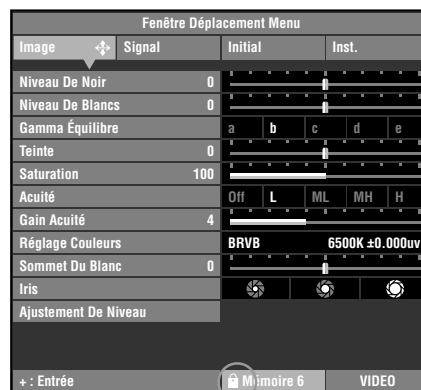 Fenêtre Déplacement Menu
Image Signal Initial Inst.
Niveau De Noir 0
Niveau De Blancs 0
Gamma Équilibre a b c d e
Teinte 0
Saturation 100
Acuité Off L ML MH H
Gain Acuité 4
Réglage Couleurs BRVB 6500K ±0.000uv
Sommet Du Blanc 0
Iris
Ajustement De Niveau
+ : Entrée Mémoire 6 VIDEO